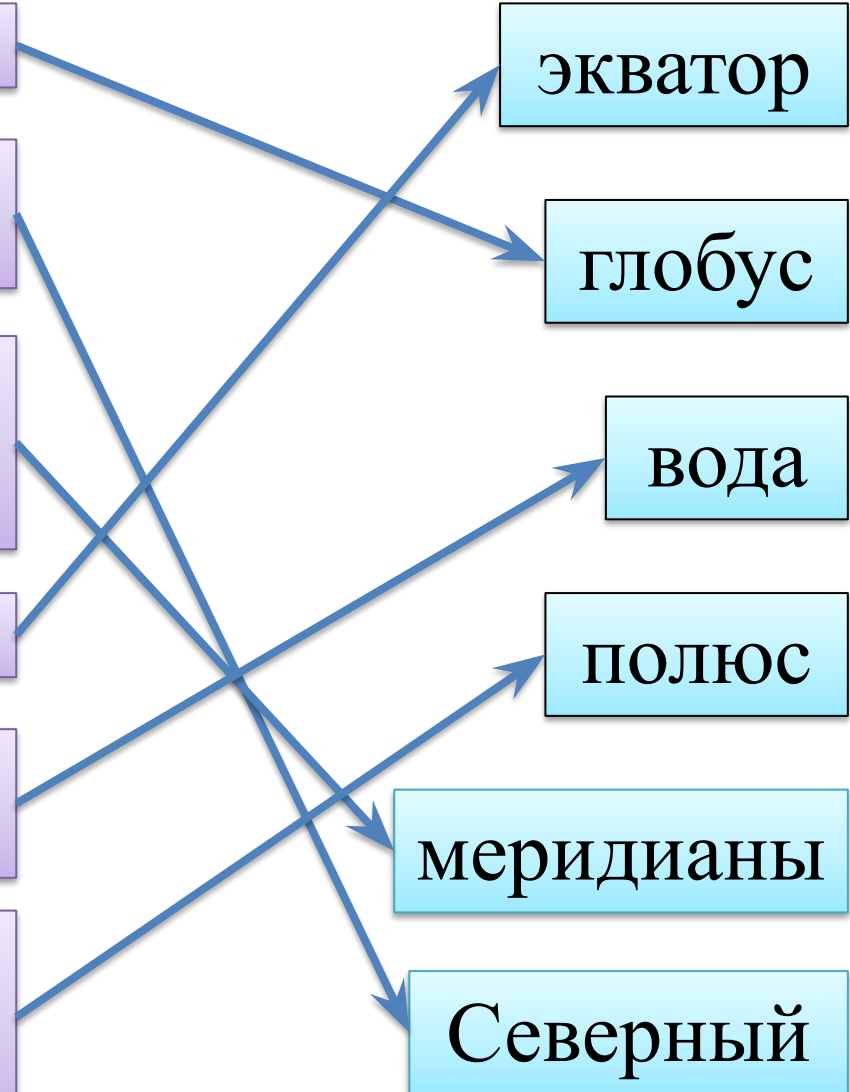 экватор
глобус
вода
полюс
меридианы
Северный